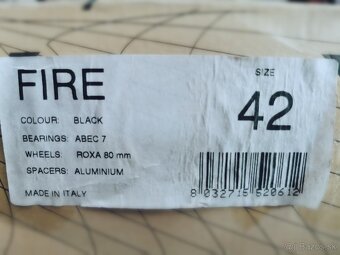 FIRE
SIZE
42
COLOUR: BLACK
BEARINGS: ABEC 7
WHEELS: ROXA 80 mm
SPACERS: ALUMINIUM
MADE IN ITALY
8 032715 520612